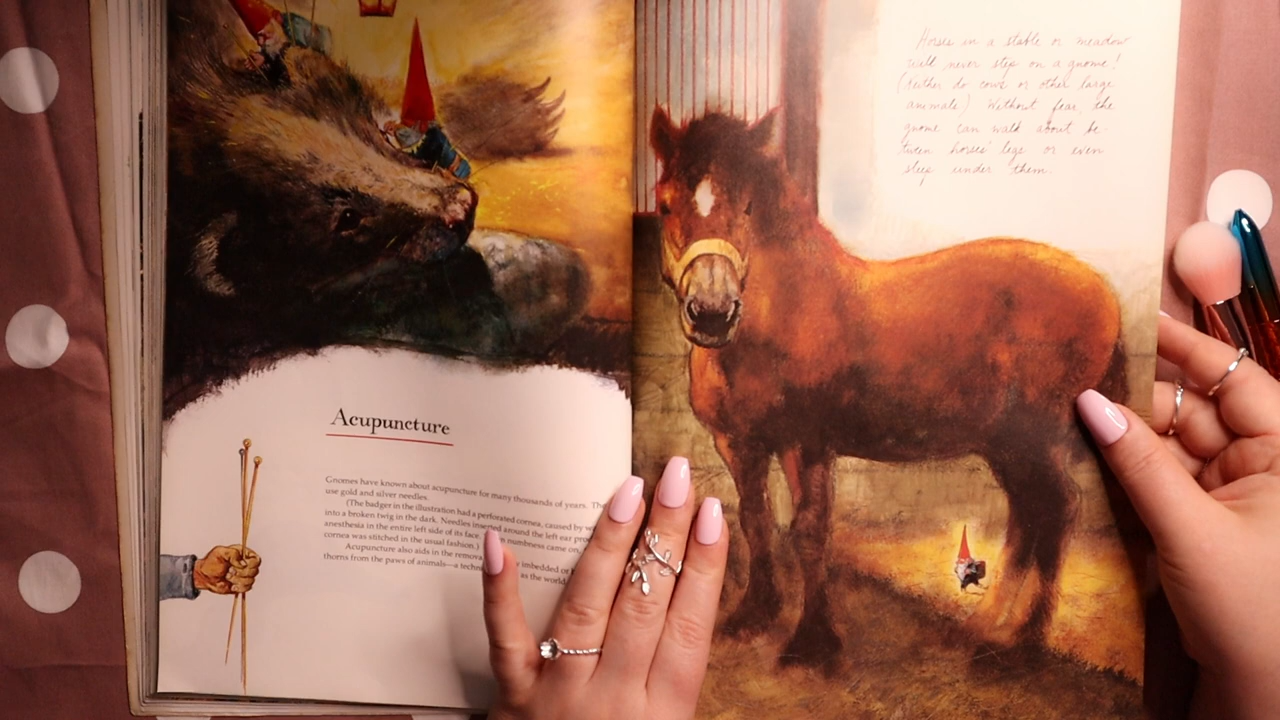 Acupuncture
Gnomes have known about acupuncture for many thousands of years. The
use gold and silver needles.
(The badger in the illustration had a perforated cornea, caused by
into a broken twig in the dark. Needles inserted around the left ear
anesthesia in the entire left side of its face. numbness came on,
cornea was stitched in the usual fashion.)
Acupuncture also aids in the remova imbedded
thorns from the paws of animals—a techn as the world
Horses in a stable or meadow
will never step on a gnome!
(Neither do cows or other large
animals.) Without fear, the
gnome can walk about be-
tween horses' legs or even
sleep under them.